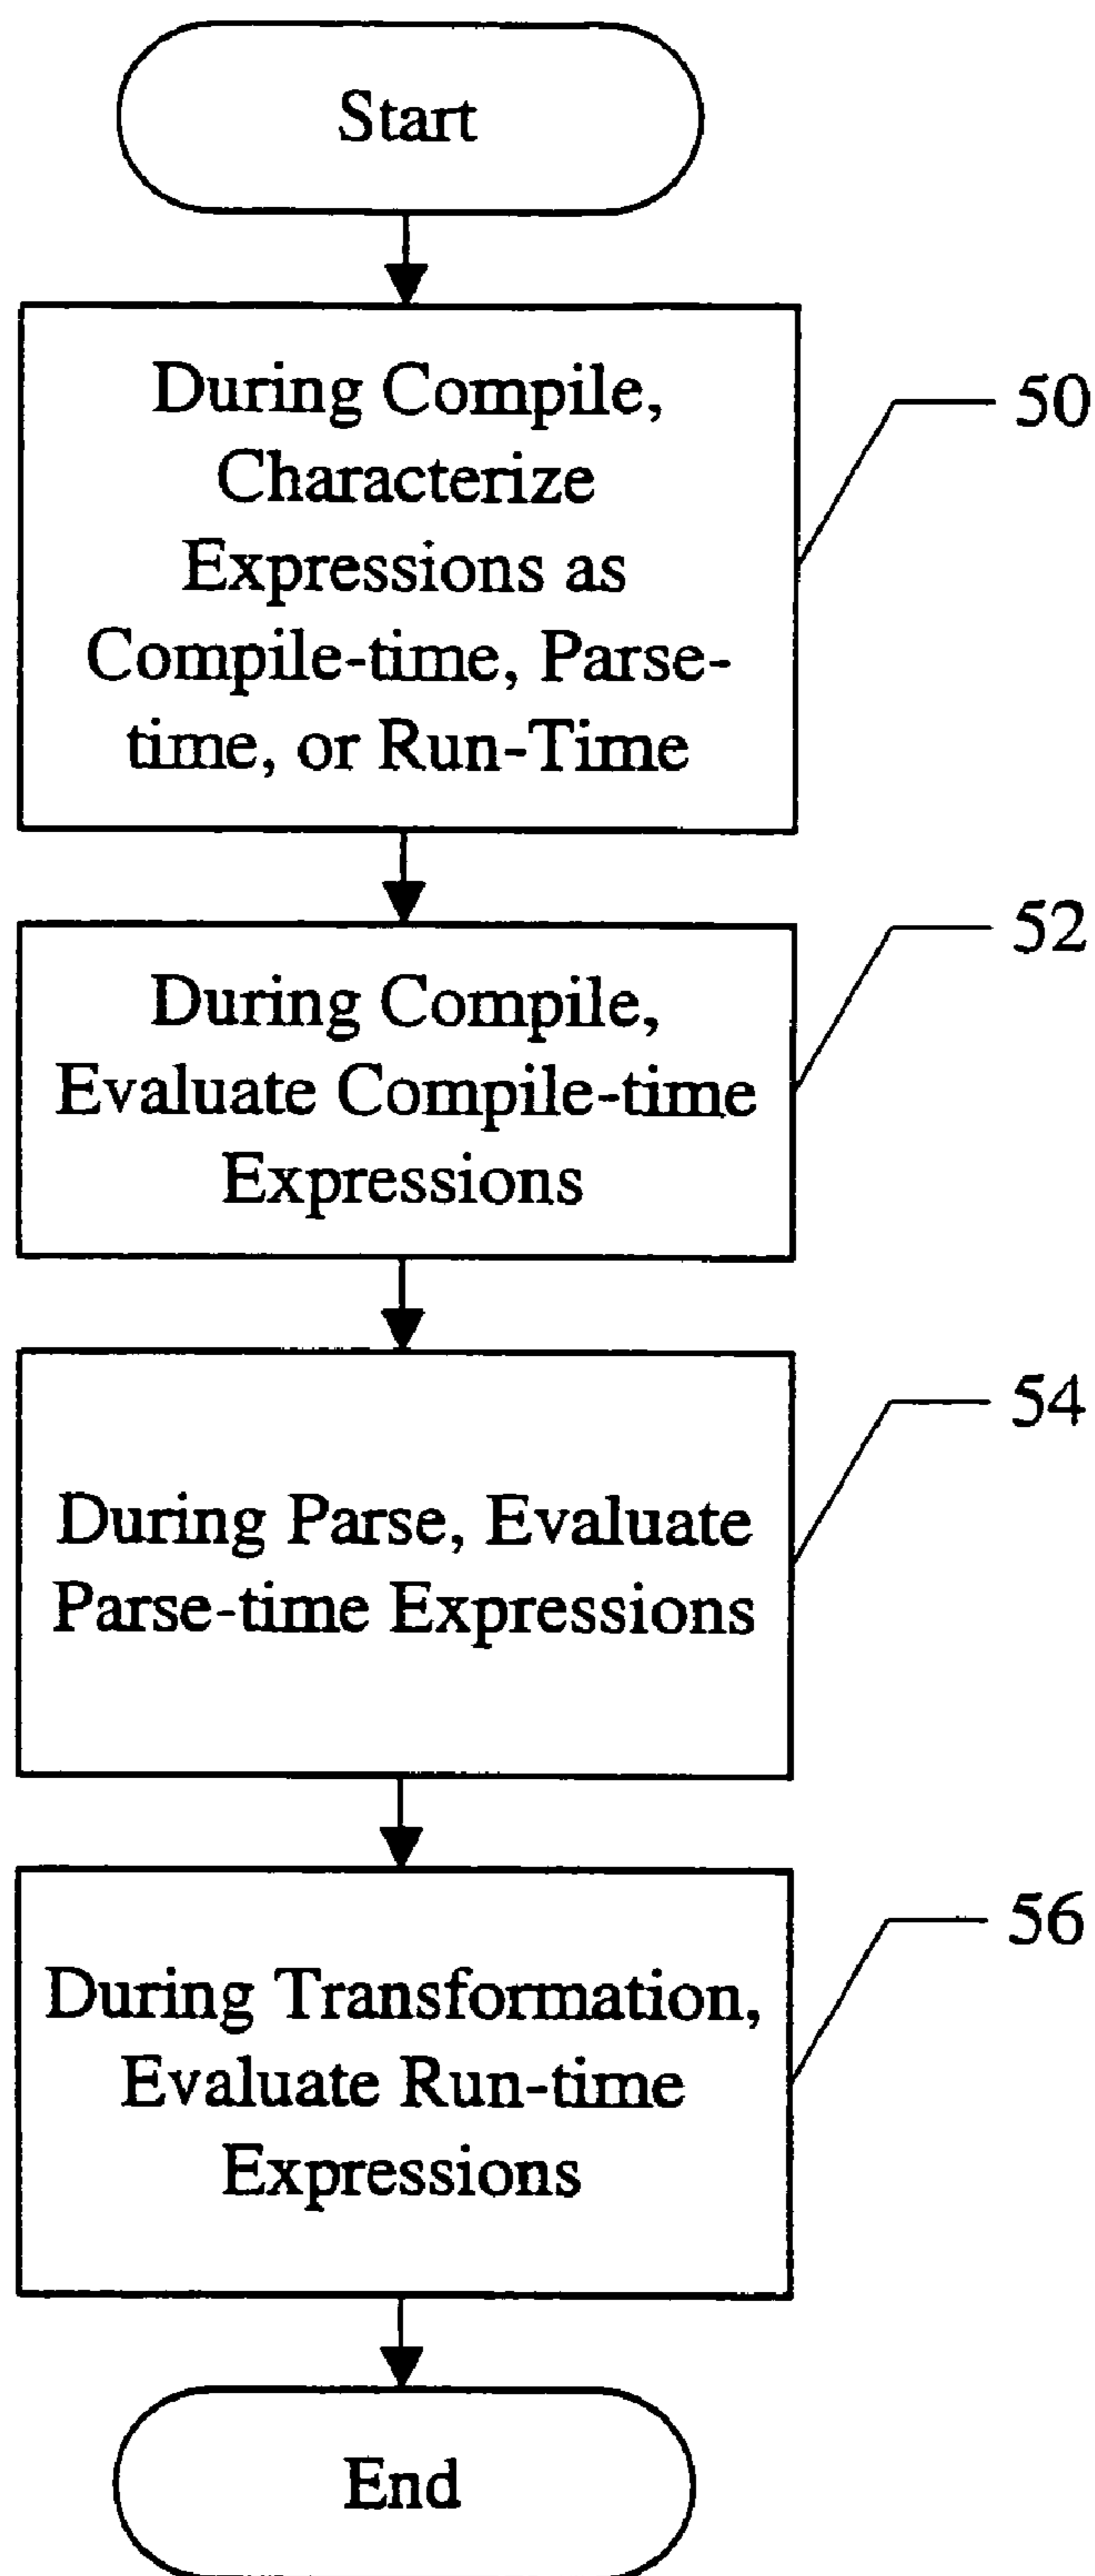 Start
During Compile,
Characterize
Expressions as
Compile-time, Parse-
time, or Run-Time
50
During Compile,
Evaluate Compile-time
Expressions
52
During Parse, Evaluate
Parse-time Expressions
54
During Transformation,
Evaluate Run-time
Expressions
56
End